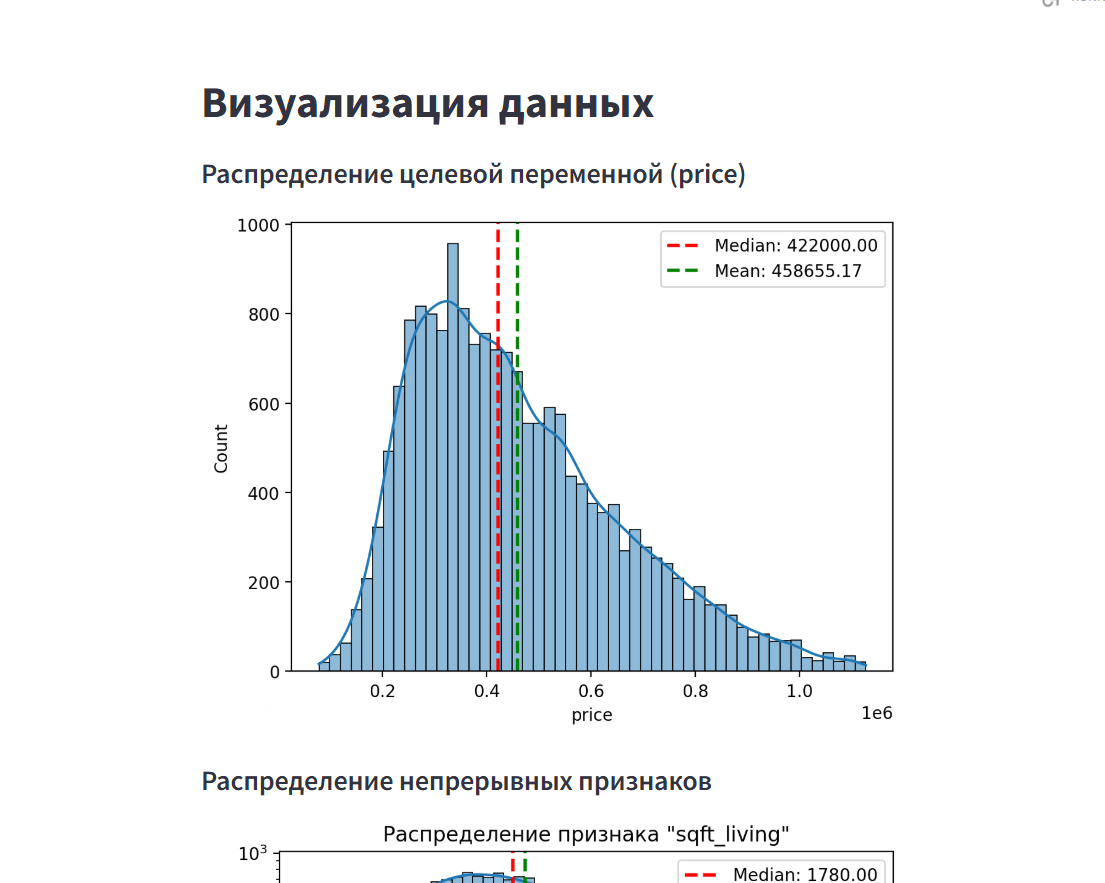 Визуализация данных
Распределение целевой переменной (price)
1000
800
600
400
200
0
Count
Median: 422000.00
Mean: 458655.17
0.2 0.4 0.6 0.8 1.0
1e6
price
Распределение непрерывных признаков
Распределение признака "sqft_living"
10³
Median: 1780.00